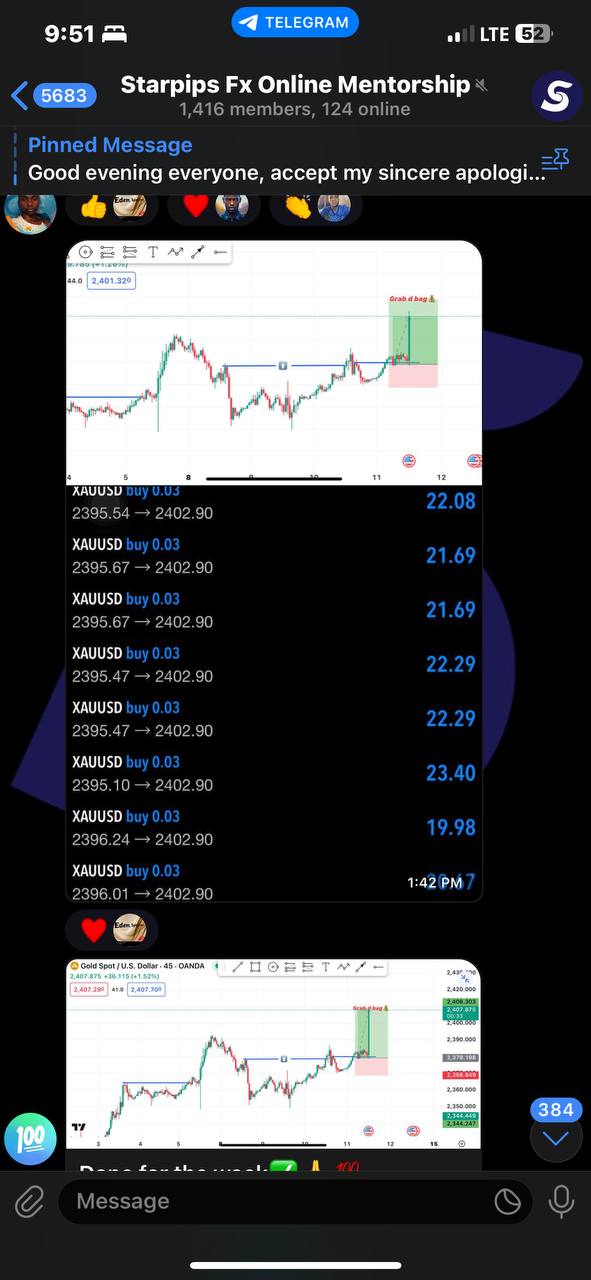 9:51
TELEGRAM
LTE 52
5683
Starpips Fx Online Mentorship
1,416 members, 124 online
Pinned Message
Good evening everyone, accept my sincere apologi...
44.0 2,401.320
Grab d bag
4 5 8 9 10 11 12
XAUUSD buy 0.03
2395.54 → 2402.90 22.08
XAUUSD buy 0.03
2395.67 → 2402.90 21.69
XAUUSD buy 0.03
2395.67 → 2402.90 21.69
XAUUSD buy 0.03
2395.47 → 2402.90 22.29
XAUUSD buy 0.03
2395.47 → 2402.90 22.29
XAUUSD buy 0.03
2395.10 → 2402.90 23.40
XAUUSD buy 0.03
2396.24 → 2402.90 19.98
XAUUSD buy 0.03
2396.01 → 2402.90
1:42 PM
Gold Spot / U.S. Dollar · 45 · OANDA
2,407.875 +36.115 (+1.52%)
2,407.290 41.0 2,407.700
Grab d bag
2,420.000
2,408.303
2,407.875
00:33
2,400.000
2,390.000
2,379.198
2,368.849
2,360.000
2,350.000
2,344.449
2,344.247
3 4 5 8 9 10 11 12 15
384
Done for the week
Message